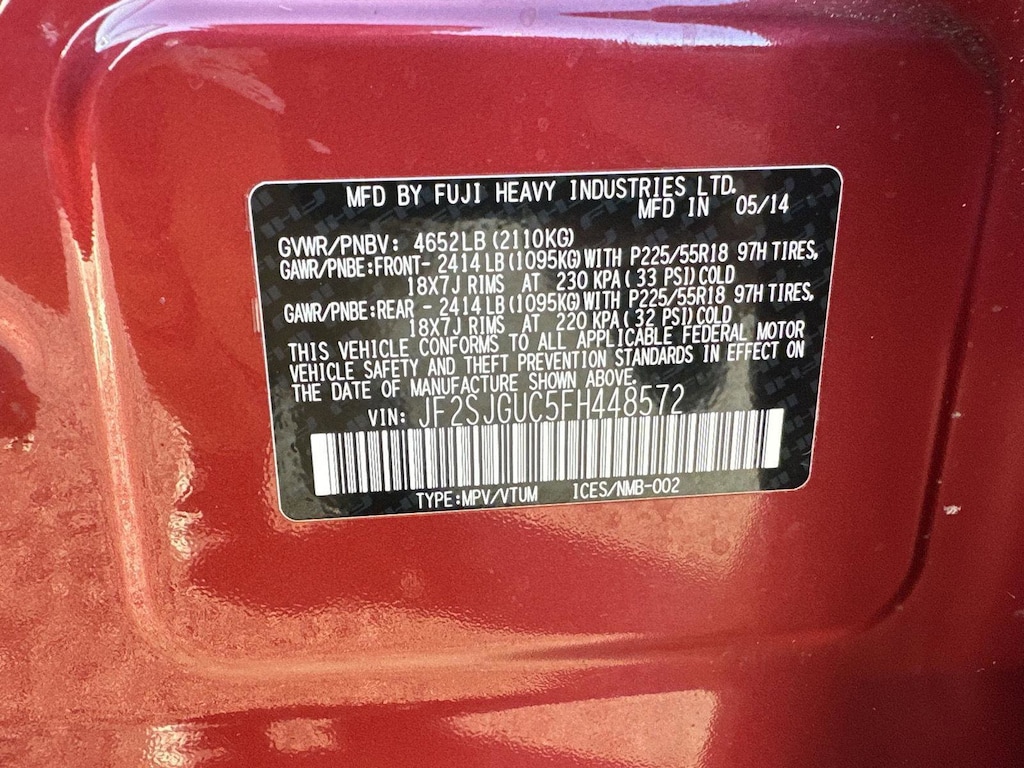 MFD BY FUJI HEAVY INDUSTRIES LTD.
MFD IN 05/14
GVWR/PNBV: 4652LB(2110KG)
GAWR/PNBE:FRONT- 2414LB(1095KG)WITH P225/55R18 97H TIRES,
18X7J RIMS AT 230 KPA( 33 PSI)COLD
GAWR/PNBE:REAR - 2414LB(1095KG)WITH P225/55R18 97H TIRES,
18X7J RIMS AT 220 KPA( 32 PSI)COLD
THIS VEHICLE CONFORMS TO ALL APPLICABLE FEDERAL MOTOR
VEHICLE SAFETY AND THEFT PREVENTION STANDARDS IN EFFECT ON
THE DATE OF MANUFACTURE SHOWN ABOVE.
VIN: JF2SJGUC5FH448572
TYPE:MPV/VTUM ICES/NMB-002